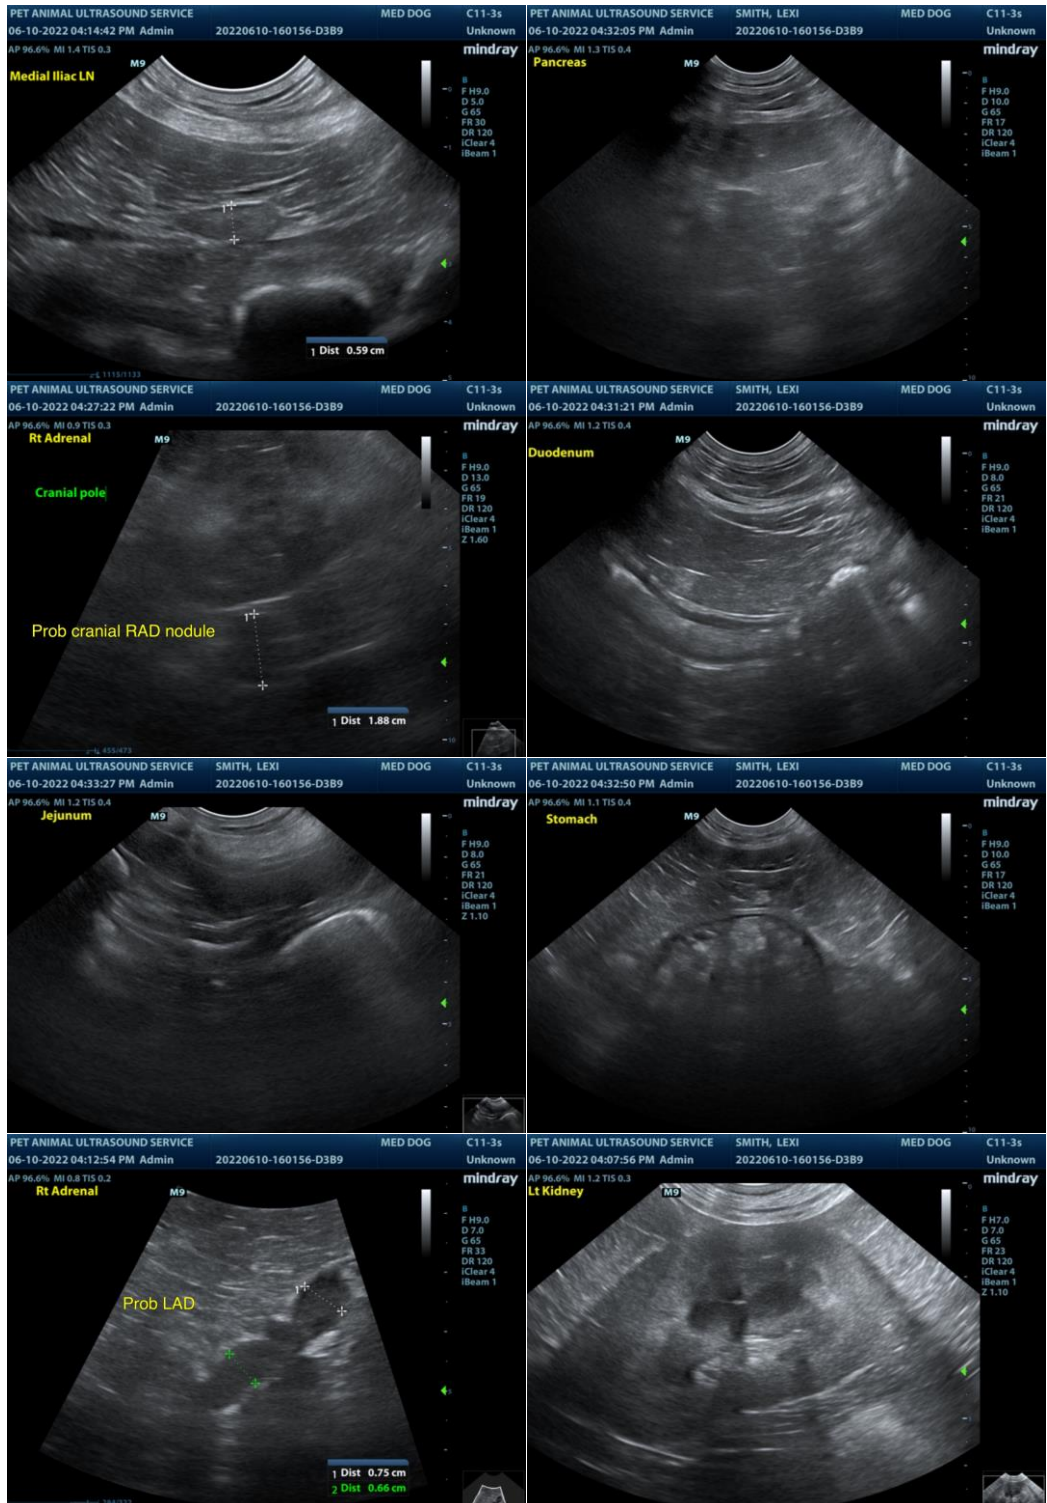 PET ANIMAL ULTRASOUND SERVICE MED DOG C11-3s
06-10-2022 04:14:42 PM Admin 20220610-160156-D3B9 Unknown
AP 96.6% MI 1.4 TIS 0.3 mindray
Medial Iliac LN
M9
B
F H9.0
D 5.0
G 65
FR 30
DR 120
iClear 4
iBeam 1
1
1 Dist 0.59 cm
1115/1133
PET ANIMAL ULTRASOUND SERVICE SMITH, LEXI MED DOG C11-3s
06-10-2022 04:32:05 PM Admin 20220610-160156-D3B9 Unknown
AP 96.6% MI 1.3 TIS 0.4 mindray
Pancreas
M9
B
F H9.0
D 10.0
G 65
FR 17
DR 120
iClear 4
iBeam 1
PET ANIMAL ULTRASOUND SERVICE MED DOG C11-3s
06-10-2022 04:27:22 PM Admin 20220610-160156-D3B9 Unknown
AP 96.6% MI 0.9 TIS 0.3 mindray
Rt Adrenal
M9
Cranial pole
B
F H9.0
D 13.0
G 65
FR 19
DR 120
iClear 4
iBeam 1
Z 1.60
1
Prob cranial RAD nodule
1 Dist 1.88 cm
455/473
PET ANIMAL ULTRASOUND SERVICE SMITH, LEXI MED DOG C11-3s
06-10-2022 04:31:21 PM Admin 20220610-160156-D3B9 Unknown
AP 96.6% MI 1.2 TIS 0.4 mindray
M9
Duodenum
B
F H9.0
D 8.0
G 65
FR 21
DR 120
iClear 4
iBeam 1
PET ANIMAL ULTRASOUND SERVICE SMITH, LEXI MED DOG C11-3s
06-10-2022 04:33:27 PM Admin 20220610-160156-D3B9 Unknown
AP 96.6% MI 1.2 TIS 0.4 mindray
Jejunum
M9
B
F H9.0
D 8.0
G 65
FR 21
DR 120
iClear 4
iBeam 1
Z 1.10
PET ANIMAL ULTRASOUND SERVICE SMITH, LEXI MED DOG C11-3s
06-10-2022 04:32:50 PM Admin 20220610-160156-D3B9 Unknown
AP 96.6% MI 1.1 TIS 0.4 mindray
Stomach
M9
B
F H9.0
D 10.0
G 65
FR 17
DR 120
iClear 4
iBeam 1
PET ANIMAL ULTRASOUND SERVICE MED DOG C11-3s
06-10-2022 04:12:54 PM Admin 20220610-160156-D3B9 Unknown
AP 96.6% MI 0.8 TIS 0.2 mindray
Rt Adrenal
M9
B
F H9.0
D 7.0
G 65
FR 33
DR 120
iClear 4
iBeam 1
1
Prob LAD
1 Dist 0.75 cm
2 Dist 0.66 cm
PET ANIMAL ULTRASOUND SERVICE SMITH, LEXI MED DOG C11-3s
06-10-2022 04:07:56 PM Admin 20220610-160156-D3B9 Unknown
AP 96.6% MI 1.2 TIS 0.3 mindray
Lt Kidney
M9
B
F H7.0
D 7.0
G 65
FR 23
DR 120
iClear 4
iBeam 1
Z 1.10